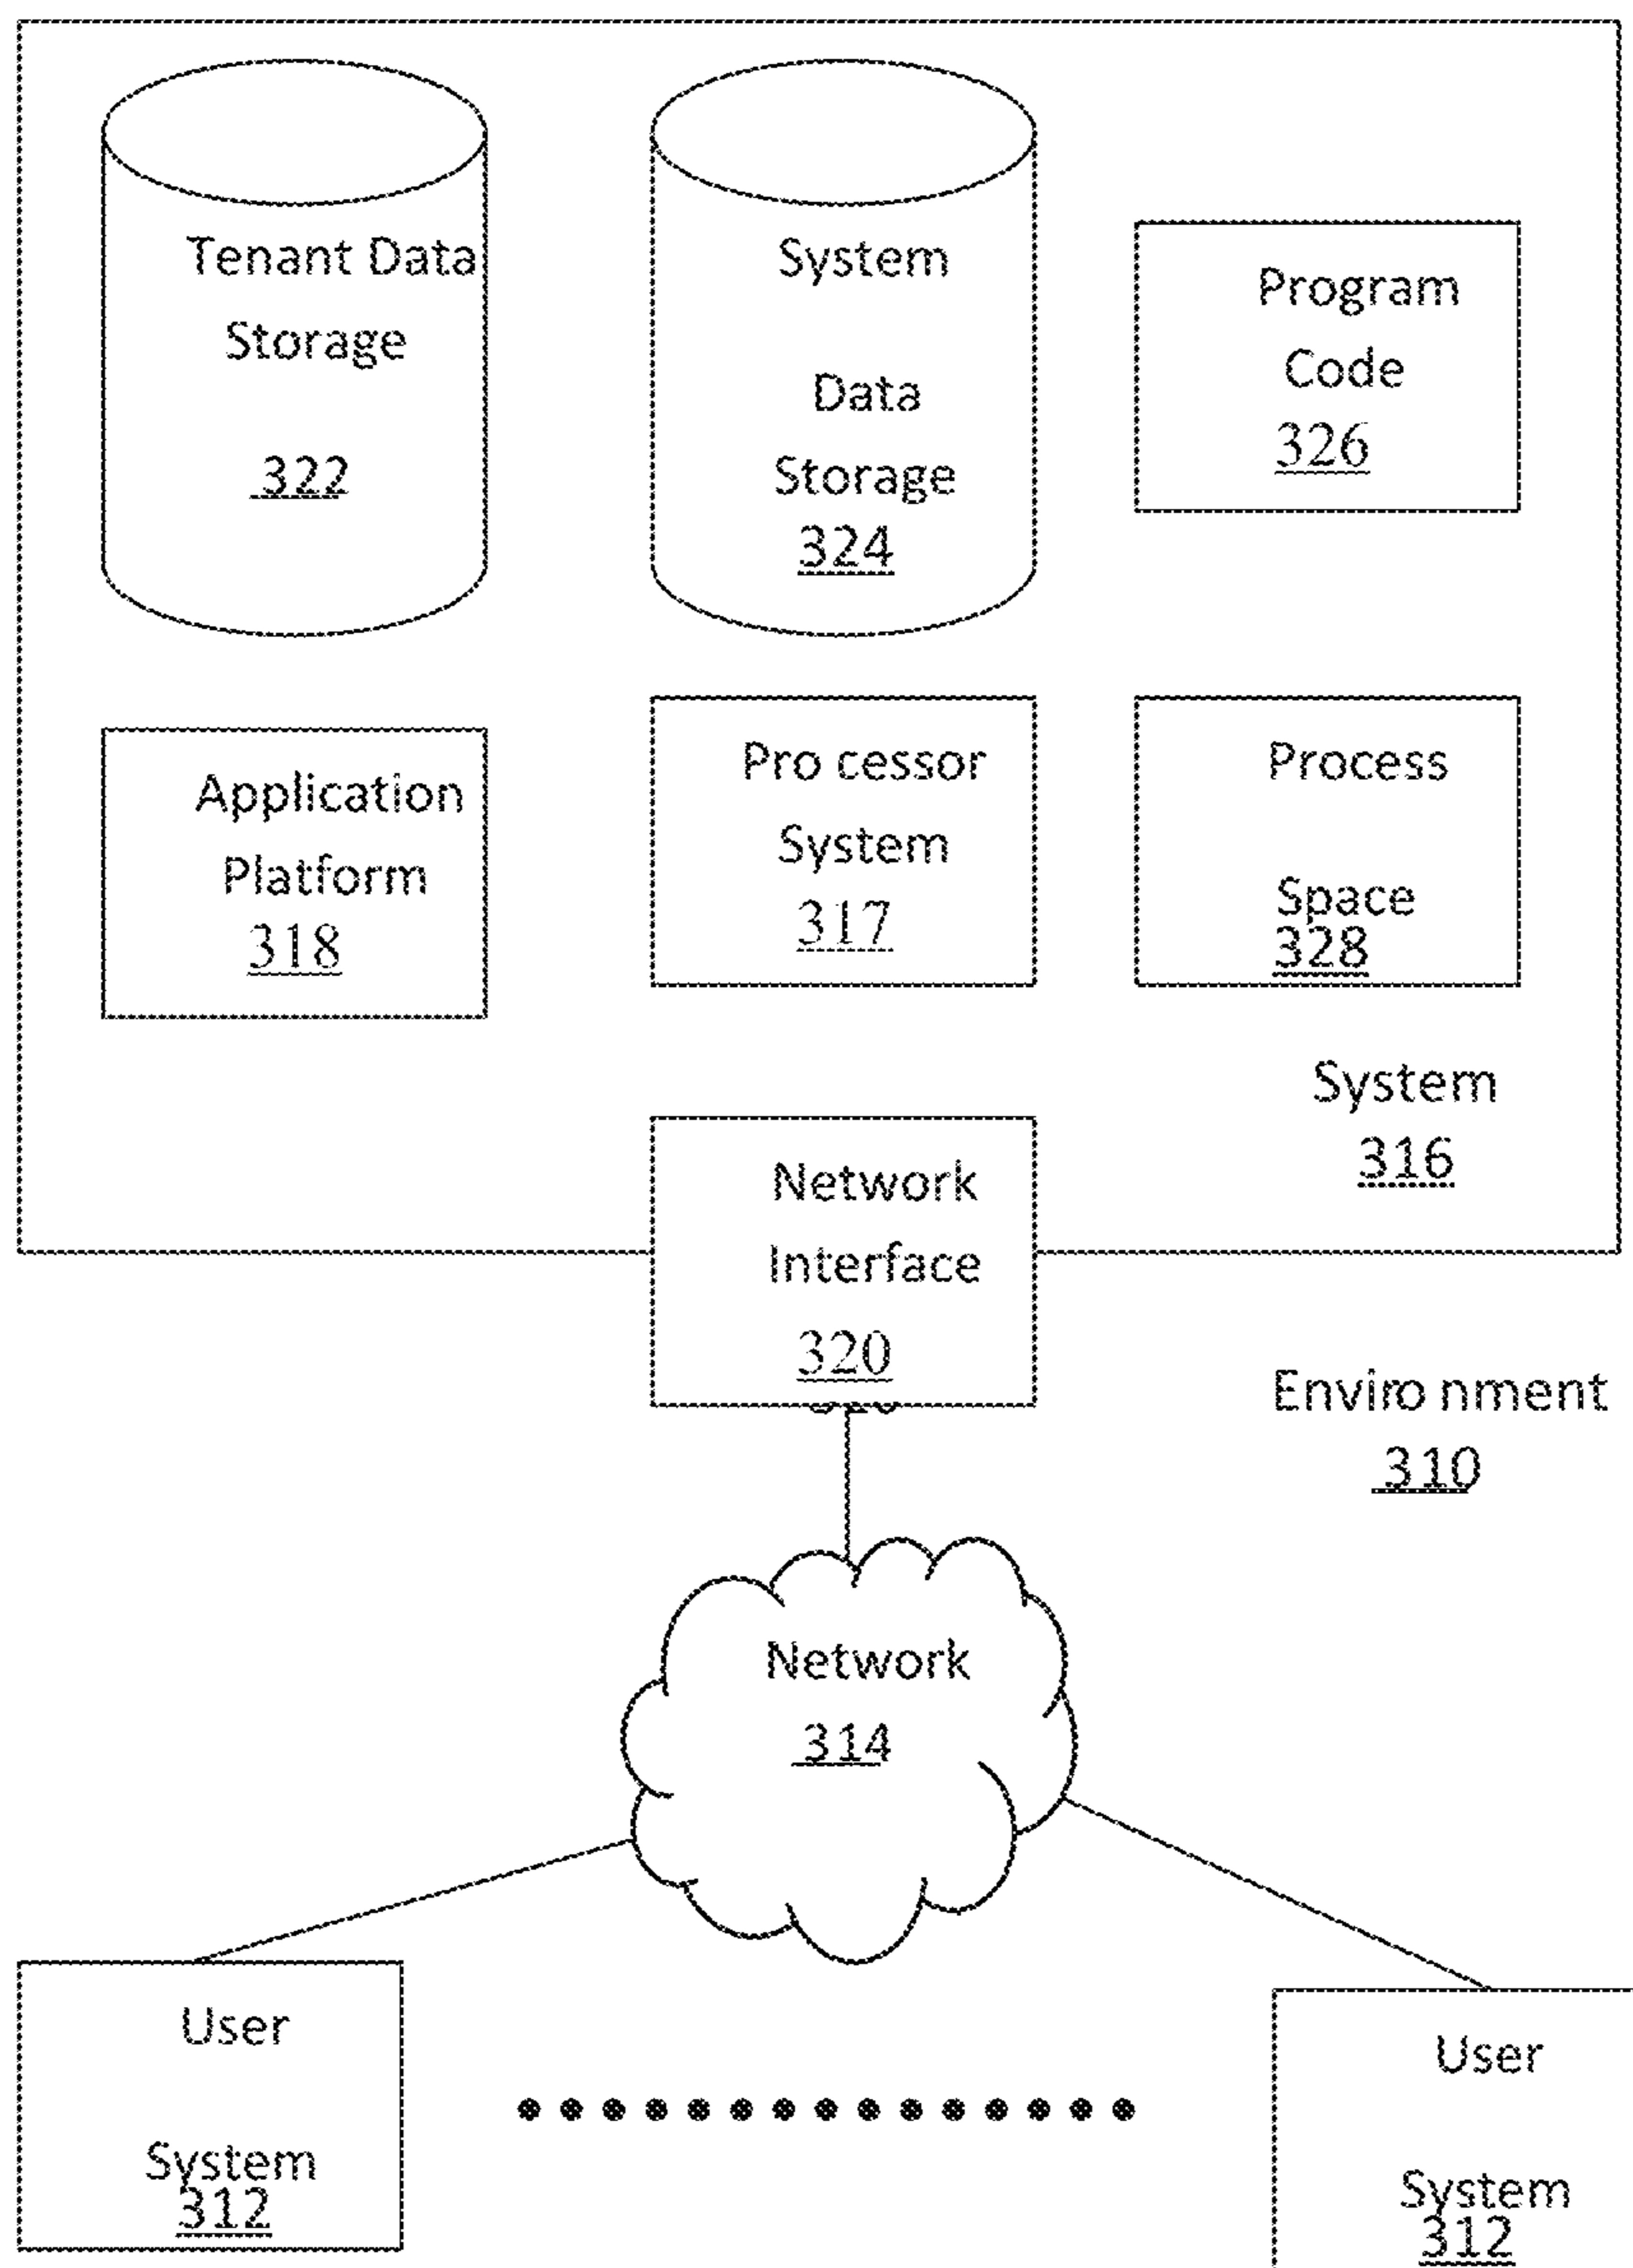 Tenant Data
Storage
322
System
Data
Storage
324
Program
Code
326
Application
Platform
318
Pro cessor
System
317
Process
Space
328
System
316
Network
Interface
320
Enviro nment
310
Network
314
User
System
312
User
System
312